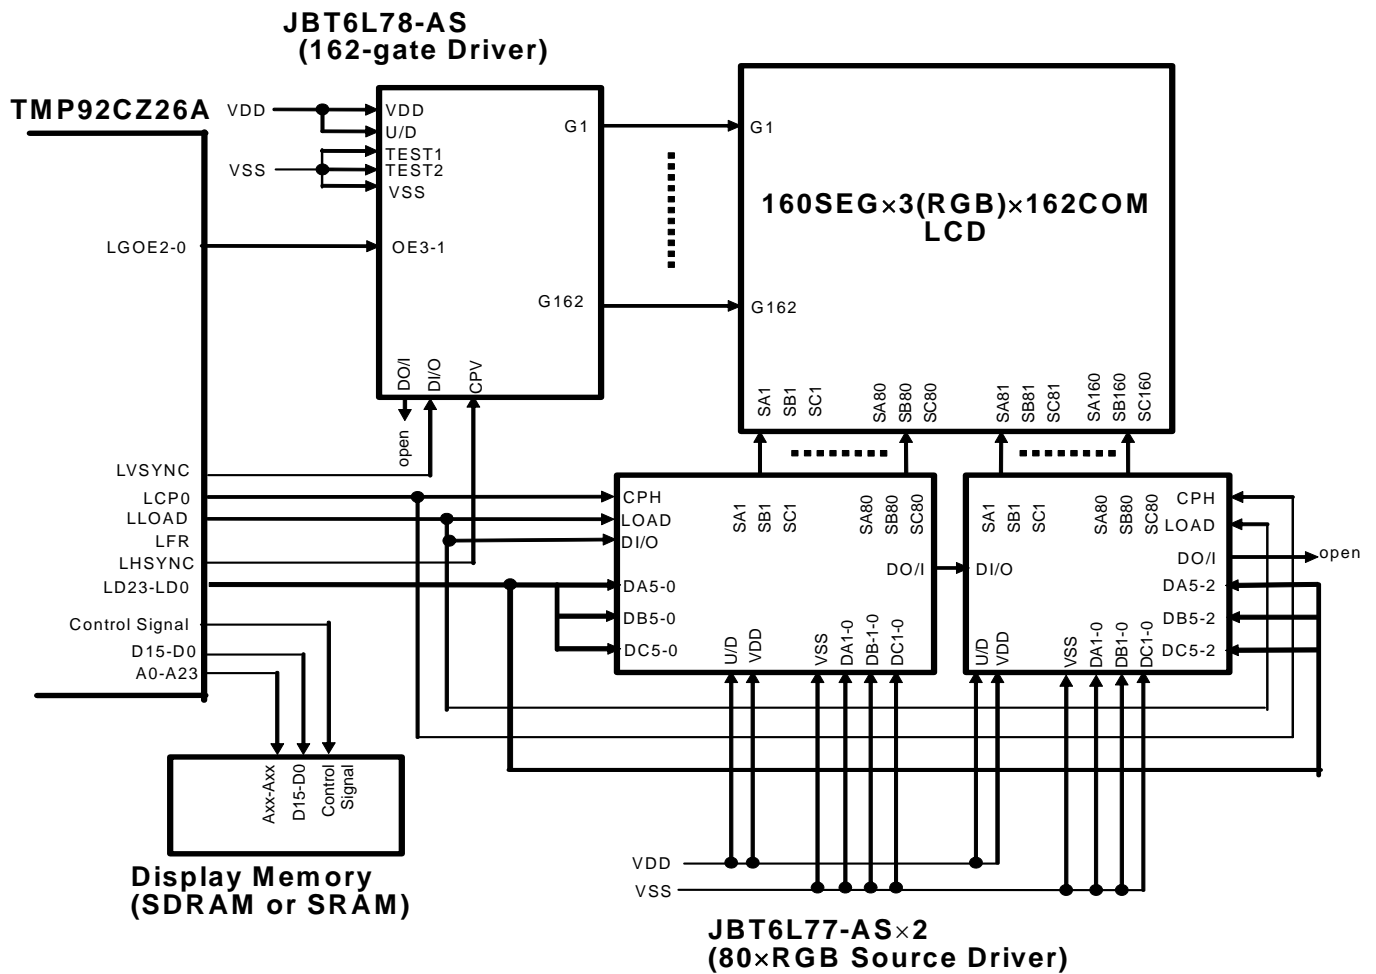 JBT6L78-AS
(162-gate Driver)
TMP92CZ26A
VDD
VDD
U/D
TEST1
VSS
TEST2
VSS
G1
G1
160SEG×3(RGB)×162COM
LCD
LGOE2-0
OE3-1
G162
G162
DO/I
DI/O
CPV
open
SA1
SB1
SC1
SA80
SB80
SC80
SA81
SB81
SC81
SA160
SB160
SC160
LVSYNC
LCP0
LLOAD
LFR
LHSYNC
LD23-LD0
Control Signal
D15-D0
A0-A23
CPH
LOAD
DI/O
DA5-0
DB5-0
DC5-0
SA1
SB1
SC1
SA80
SB80
SC80
DO/I
U/D
VDD
VSS
DA1-0
DB-1-0
DC1-0
DI/O
SA1
SB1
SC1
SA80
SB80
SC80
CPH
LOAD
DO/I
open
DA5-2
DB5-2
DC5-2
U/D
VDD
VSS
DA1-0
DB1-0
DC1-0
Axx-Axx
D15-D0
Control
Signal
Display Memory
(SDRAM or SRAM)
VDD
VSS
JBT6L77-AS×2
(80×RGB Source Driver)